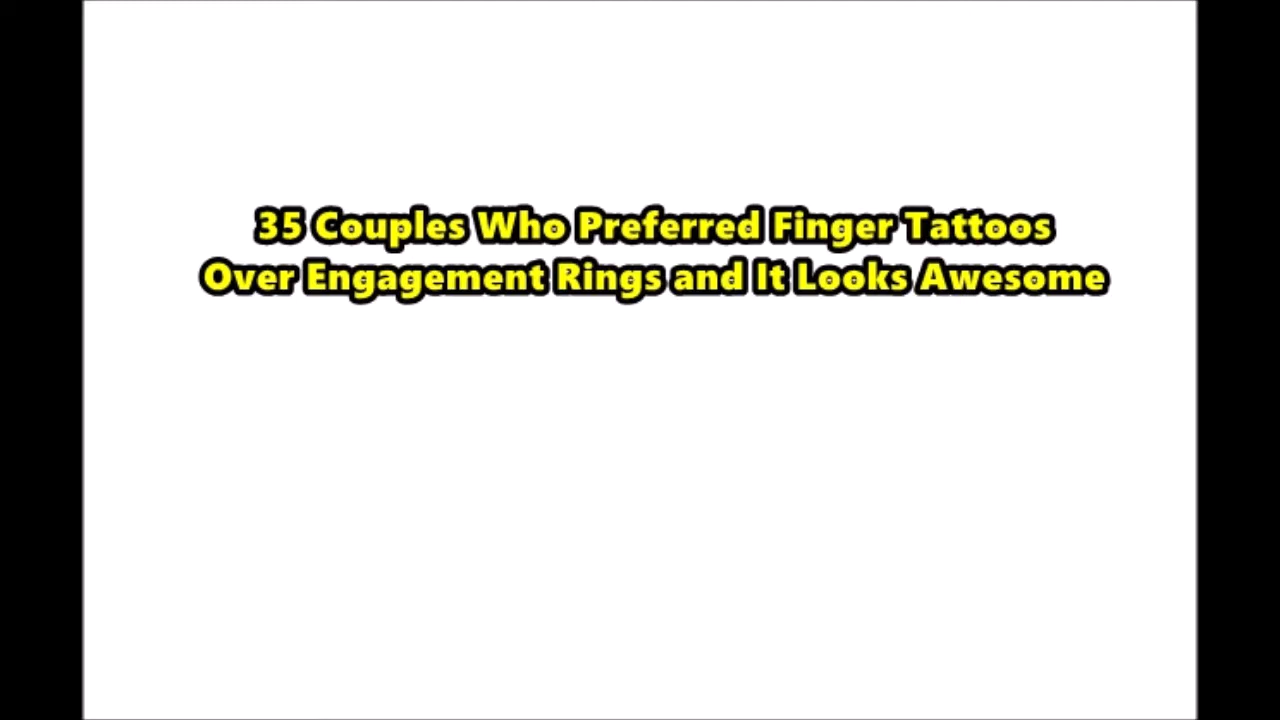 35 Couples Who Preferred Finger Tattoos
Over Engagement Rings and It Looks Awesome